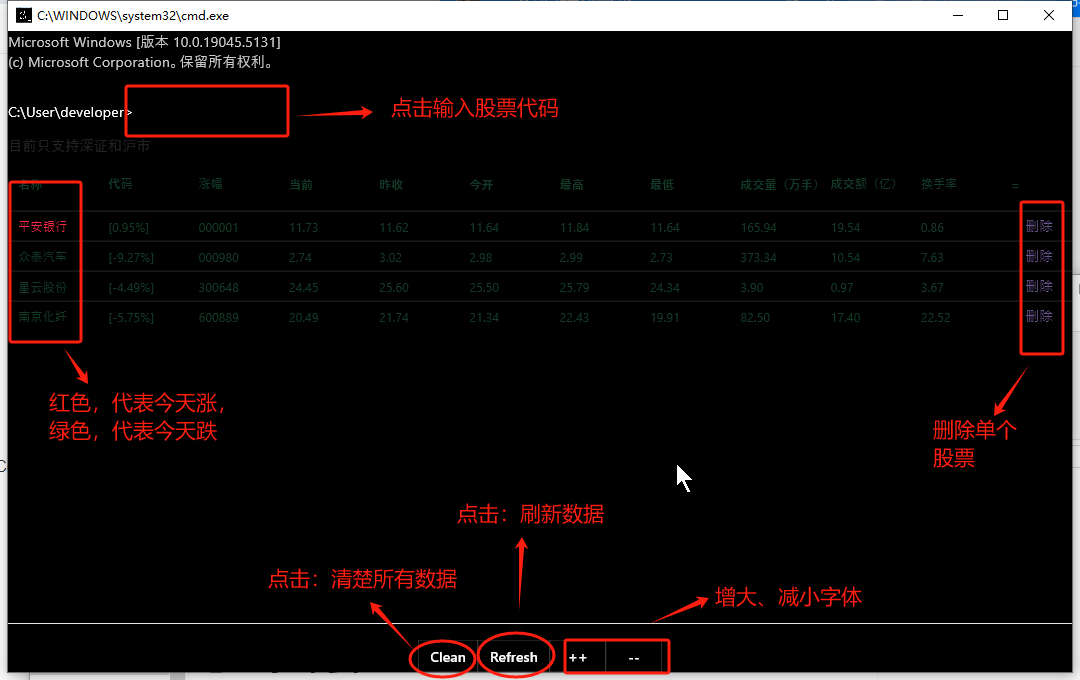 C:\WINDOWS\system32\cmd.exe
Microsoft Windows [版本 10.0.19045.5131]
(c) Microsoft Corporation。保留所有权利。
C:\User\developer>
点击输入股票代码
目前只支持深证和沪市
名称 代码 涨幅 当前 昨收 今开 最高 最低 成交量（万手） 成交额（亿） 换手率 =
平安银行 [0.95%] 000001 11.73 11.62 11.64 11.84 11.64 165.94 19.54 0.86 删除
众泰汽车 [-9.27%] 000980 2.74 3.02 2.98 2.99 2.73 373.34 10.54 7.63 删除
星云股份 [-4.49%] 300648 24.45 25.60 25.50 25.79 24.34 3.90 0.97 3.67 删除
南京化纤 [-5.75%] 600889 20.49 21.74 21.34 22.43 19.91 82.50 17.40 22.52 删除
红色，代表今天涨，
绿色，代表今天跌
删除单个
股票
点击：刷新数据
点击：清楚所有数据
增大、减小字体
Clean Refresh ++ --